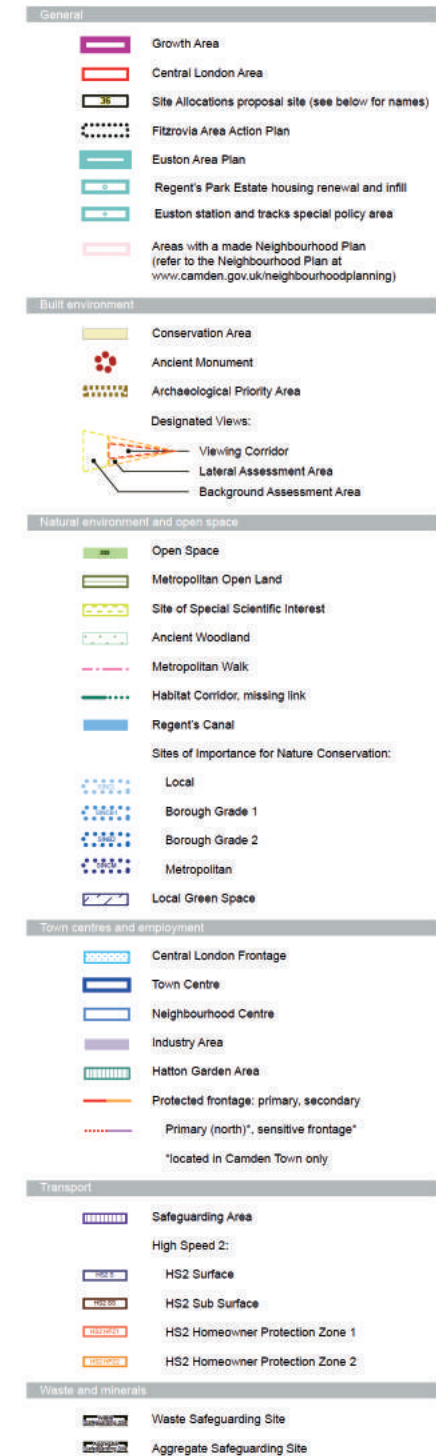 General
Growth Area
Central London Area
36 Site Allocations proposal site (see below for names)
Fitzrovia Area Action Plan
Euston Area Plan
Regent's Park Estate housing renewal and infill
Euston station and tracks special policy area
Areas with a made Neighbourhood Plan
(refer to the Neighbourhood Plan at
www.camden.gov.uk/neighbourhoodplanning)
Built environment
Conservation Area
Ancient Monument
Archaeological Priority Area
Designated Views:
Viewing Corridor
Lateral Assessment Area
Background Assessment Area
Natural environment and open space
Open Space
Metropolitan Open Land
Site of Special Scientific Interest
Ancient Woodland
Metropolitan Walk
Habitat Corridor, missing link
Regent's Canal
Sites of Importance for Nature Conservation:
Local
Borough Grade 1
Borough Grade 2
SINCM Metropolitan
Local Green Space
Town centres and employment
Central London Frontage
Town Centre
Neighbourhood Centre
Industry Area
Hatton Garden Area
Protected frontage: primary, secondary
Primary (north)*, sensitive frontage*
*located in Camden Town only
Transport
Safeguarding Area
High Speed 2:
HS2 S HS2 Surface
HS2 SS HS2 Sub Surface
HS2 HPZ1 HS2 Homeowner Protection Zone 1
HS2 HPZ2 HS2 Homeowner Protection Zone 2
Waste and minerals
Waste Safeguarding Site
Aggregate Safeguarding Site